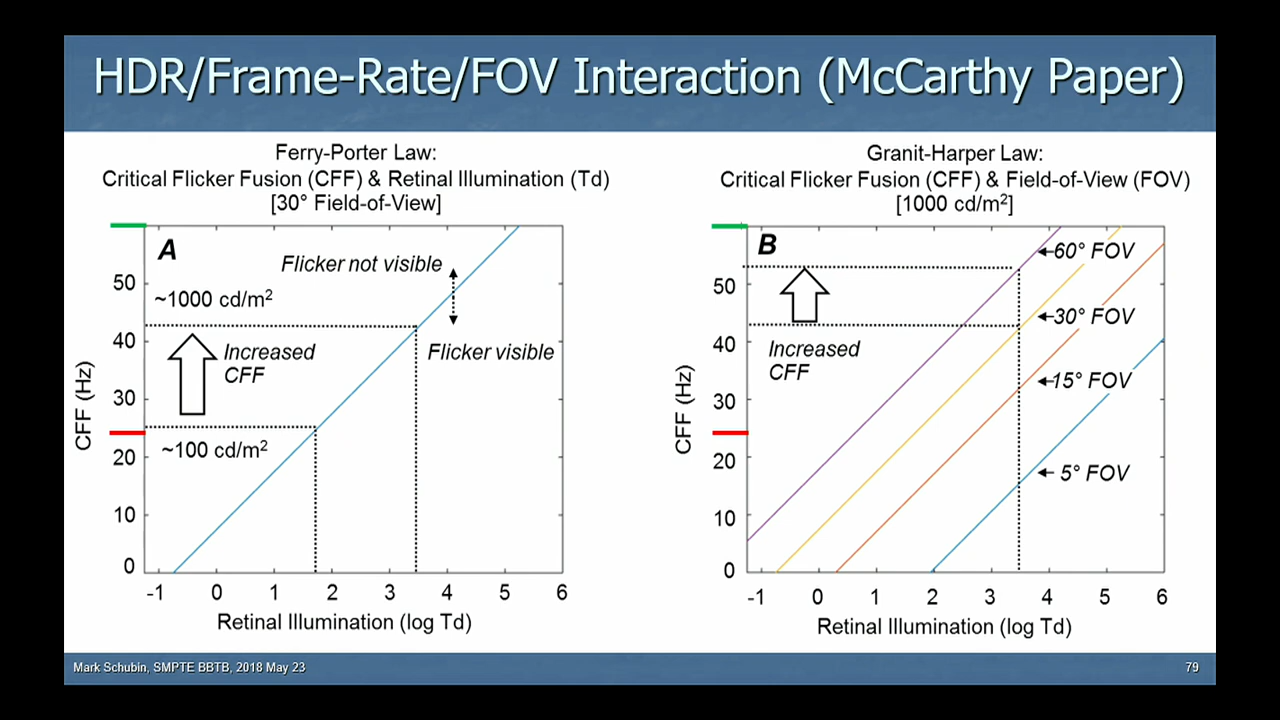 HDR/Frame-Rate/FOV Interaction (McCarthy Paper)
Ferry-Porter Law:
Critical Flicker Fusion (CFF) & Retinal Illumination (Td)
[30° Field-of-View]
A
Flicker not visible
~1000 cd/m²
Increased
CFF
Flicker visible
~100 cd/m²
CFF (Hz)
50
40
30
20
10
0
-1 0 1 2 3 4 5 6
Retinal Illumination (log Td)
Granit-Harper Law:
Critical Flicker Fusion (CFF) & Field-of-View (FOV)
[1000 cd/m²]
B
60° FOV
30° FOV
Increased
CFF
15° FOV
5° FOV
CFF (Hz)
50
40
30
20
10
0
-1 0 1 2 3 4 5 6
Retinal Illumination (log Td)
Mark Schubin, SMPTE BBTB, 2018 May 23
79